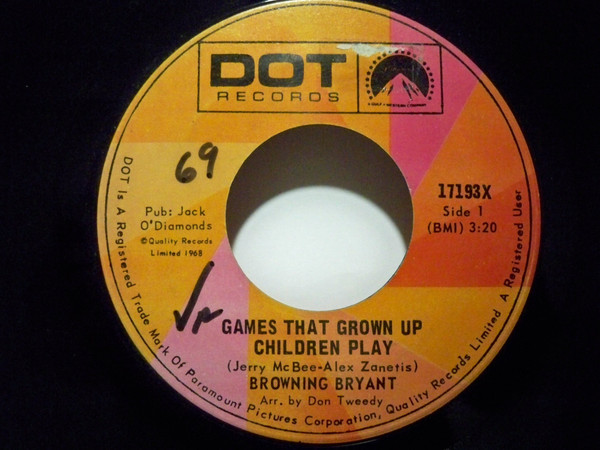 DOT
RECORDS
69
17193X
Side 1
(BMI) 3:20
Pub: Jack
O'Diamonds
©Quality Records
Limited 1968
GAMES THAT GROWN UP
CHILDREN PLAY
(Jerry McBee-Alex Zanetis)
BROWNING BRYANT
Arr. by Don Tweedy
DOT Is A Registered Trade Mark Of Paramount Pictures Corporation, Quality Records Limited A Registered User